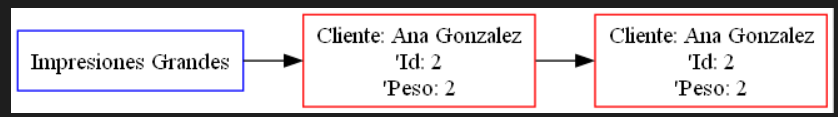 Impresiones Grandes
Cliente: Ana Gonzalez
'Id: 2
'Peso: 2
Cliente: Ana Gonzalez
'Id: 2
'Peso: 2